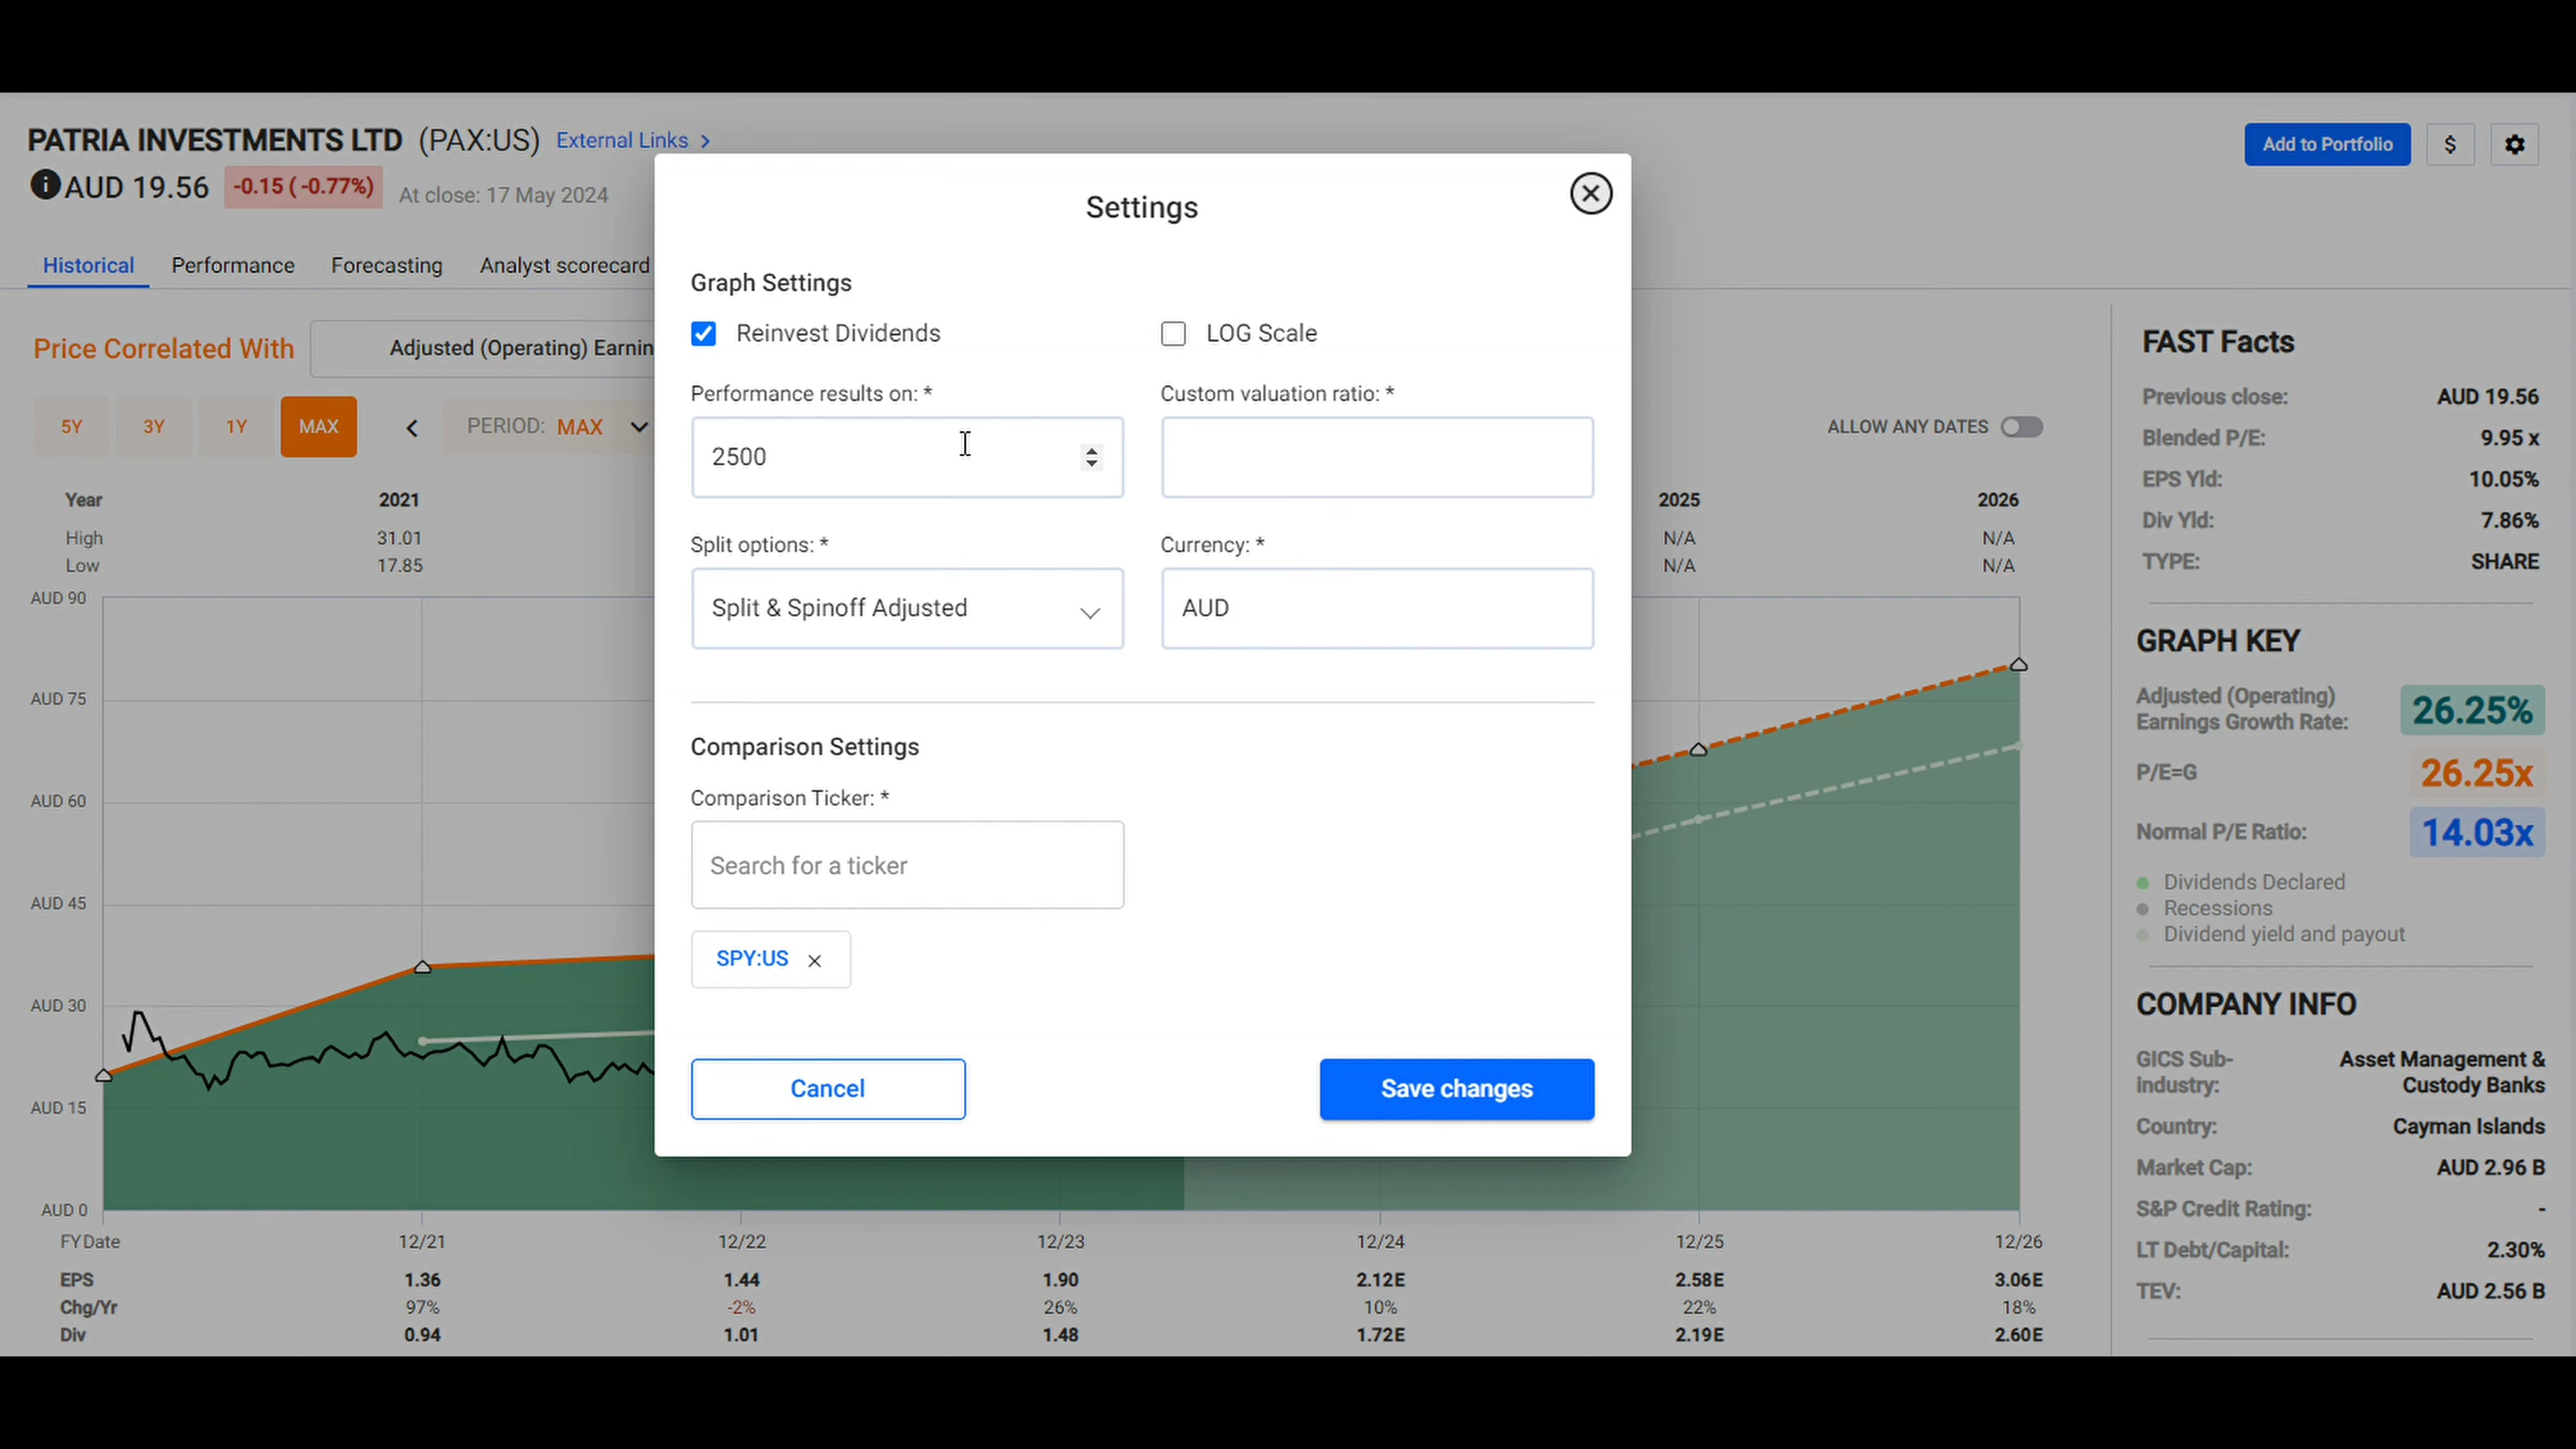 PATRIA INVESTMENTS LTD (PAX:US) External Links
AUD 19.56 -0.15 ( -0.77%) At close: 17 May 2024
Add to Portfolio $
Historical Performance Forecasting Analyst scorecard
Price Correlated With Adjusted (Operating) Earnin
5Y 3Y 1Y MAX PERIOD: MAX
ALLOW ANY DATES
Year 2021 2025 2026
High 31.01 N/A N/A
Low 17.85 N/A N/A
AUD 90
AUD 75
AUD 60
AUD 45
AUD 30
AUD 15
AUD 0
FY Date 12/21 12/22 12/23 12/24 12/25 12/26
EPS 1.36 1.44 1.90 2.12E 2.58E 3.06E
Chg/Yr 97% -2% 26% 10% 22% 18%
Div 0.94 1.01 1.48 1.72E 2.19E 2.60E
Settings
Graph Settings
Reinvest Dividends LOG Scale
Performance results on: * Custom valuation ratio: *
2500
Split options: * Currency: *
Split & Spinoff Adjusted AUD
Comparison Settings
Comparison Ticker: *
Search for a ticker
SPY:US
Cancel Save changes
FAST Facts
Previous close: AUD 19.56
Blended P/E: 9.95 x
EPS Yld: 10.05%
Div Yld: 7.86%
TYPE: SHARE
GRAPH KEY
Adjusted (Operating)
Earnings Growth Rate: 26.25%
P/E=G 26.25x
Normal P/E Ratio: 14.03x
Dividends Declared
Recessions
Dividend yield and payout
COMPANY INFO
GICS Sub- Asset Management &
industry: Custody Banks
Country: Cayman Islands
Market Cap: AUD 2.96 B
S&P Credit Rating: -
LT Debt/Capital: 2.30%
TEV: AUD 2.56 B